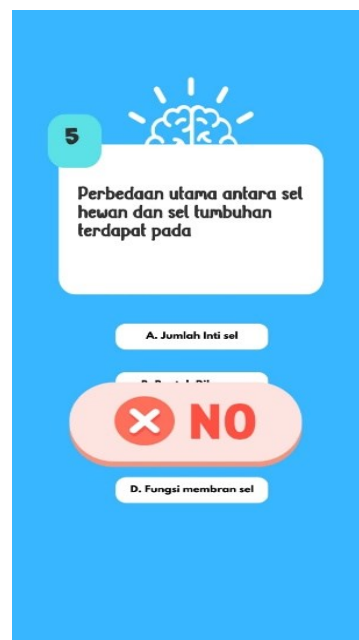 5
Perbedaan utama antara sel
hewan dan sel tumbuhan
terdapat pada
A. Jumlah Inti sel
NO
D. Fungsi membran sel